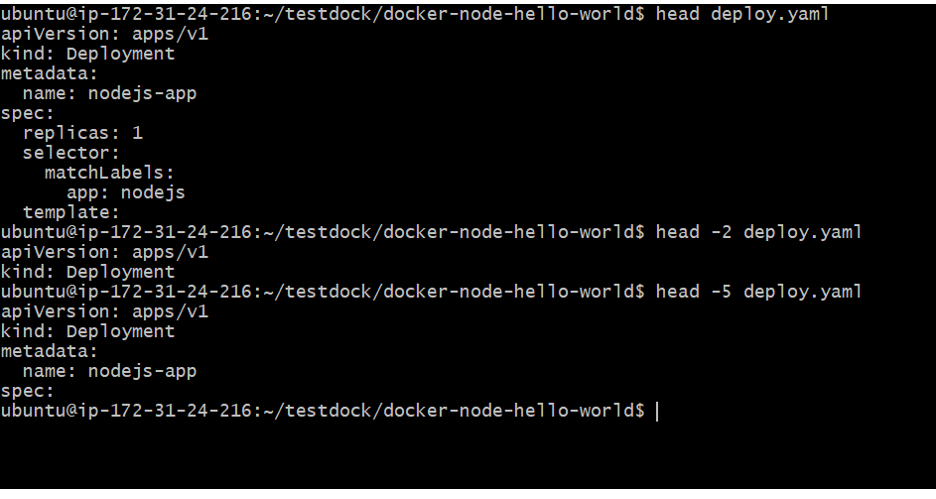 ubuntu@ip-172-31-24-216:~/testdock/docker-node-hello-world$ head deploy.yaml
apiVersion: apps/v1
kind: Deployment
metadata:
  name: nodejs-app
spec:
  replicas: 1
  selector:
    matchLabels:
      app: nodejs
  template:
ubuntu@ip-172-31-24-216:~/testdock/docker-node-hello-world$ head -2 deploy.yaml
apiVersion: apps/v1
kind: Deployment
ubuntu@ip-172-31-24-216:~/testdock/docker-node-hello-world$ head -5 deploy.yaml
apiVersion: apps/v1
kind: Deployment
metadata:
  name: nodejs-app
spec:
ubuntu@ip-172-31-24-216:~/testdock/docker-node-hello-world$